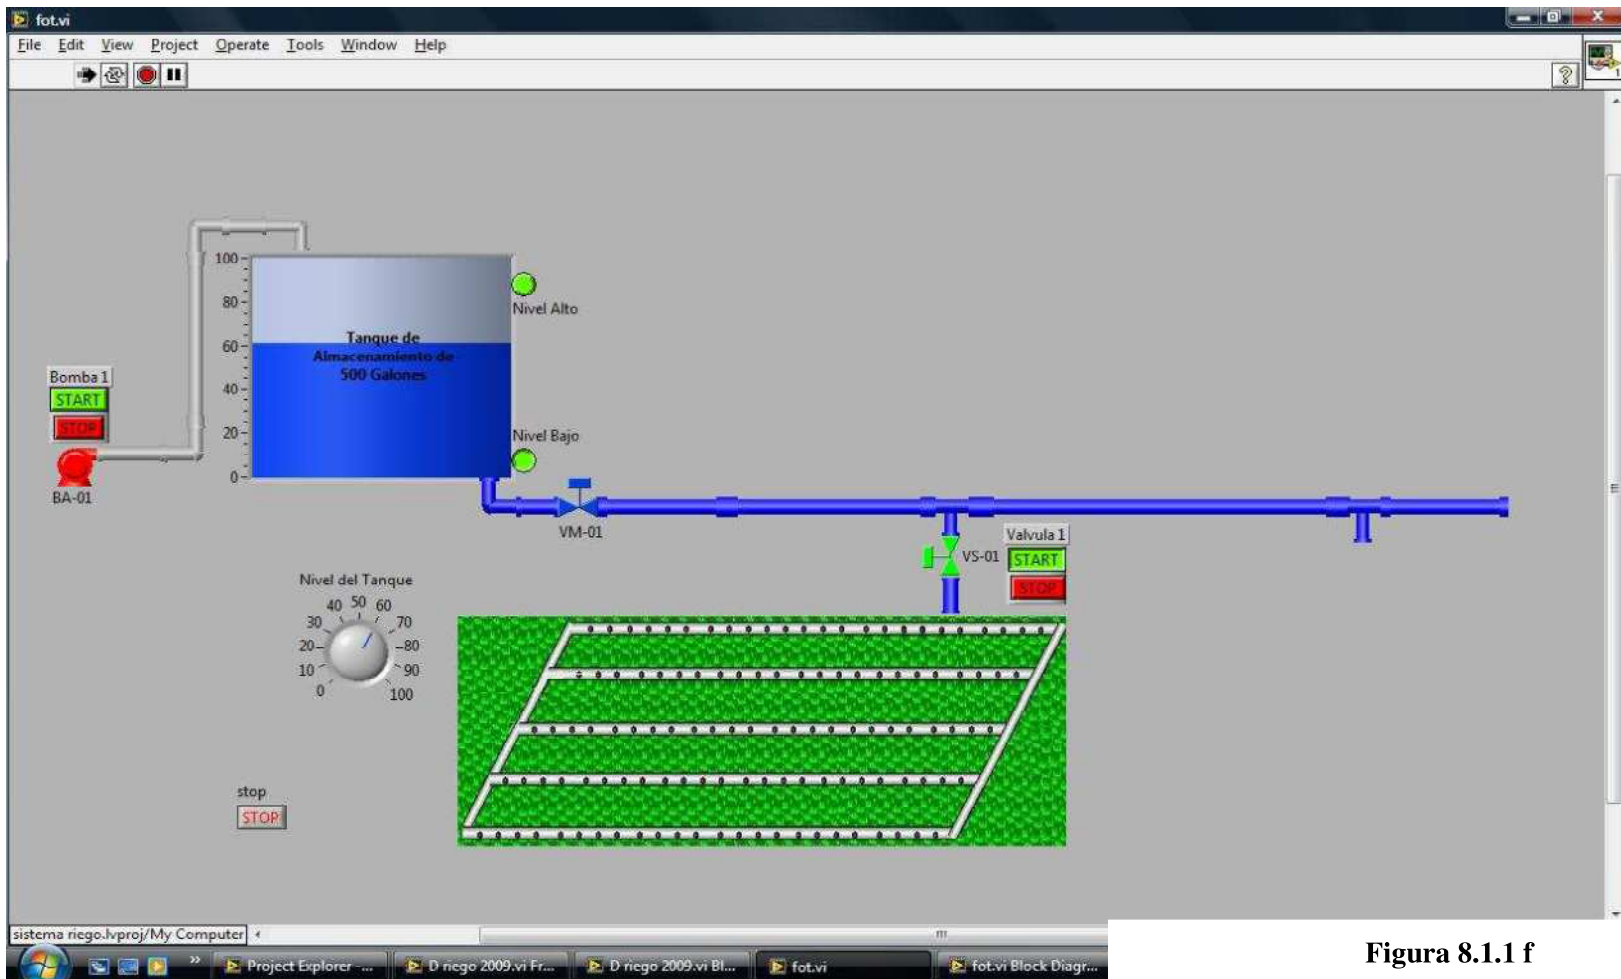 fot.vi
File Edit View Project Operate Tools Window Help
100
80
60
40
20
0
Tanque de
Almacenamiento de
500 Galones
Nivel Alto
Nivel Bajo
Bomba 1
START
STOP
BA-01
VM-01
VS-01
Valvula 1
START
STOP
Nivel del Tanque
0 10 20 30 40 50 60 70 80 90 100
stop
STOP
sistema riego.lvproj/My Computer
Project Explorer -... D riego 2009.vi Fr... D riego 2009.vi Bl... fot.vi fot.vi Block Diagr...
Figura 8.1.1 f